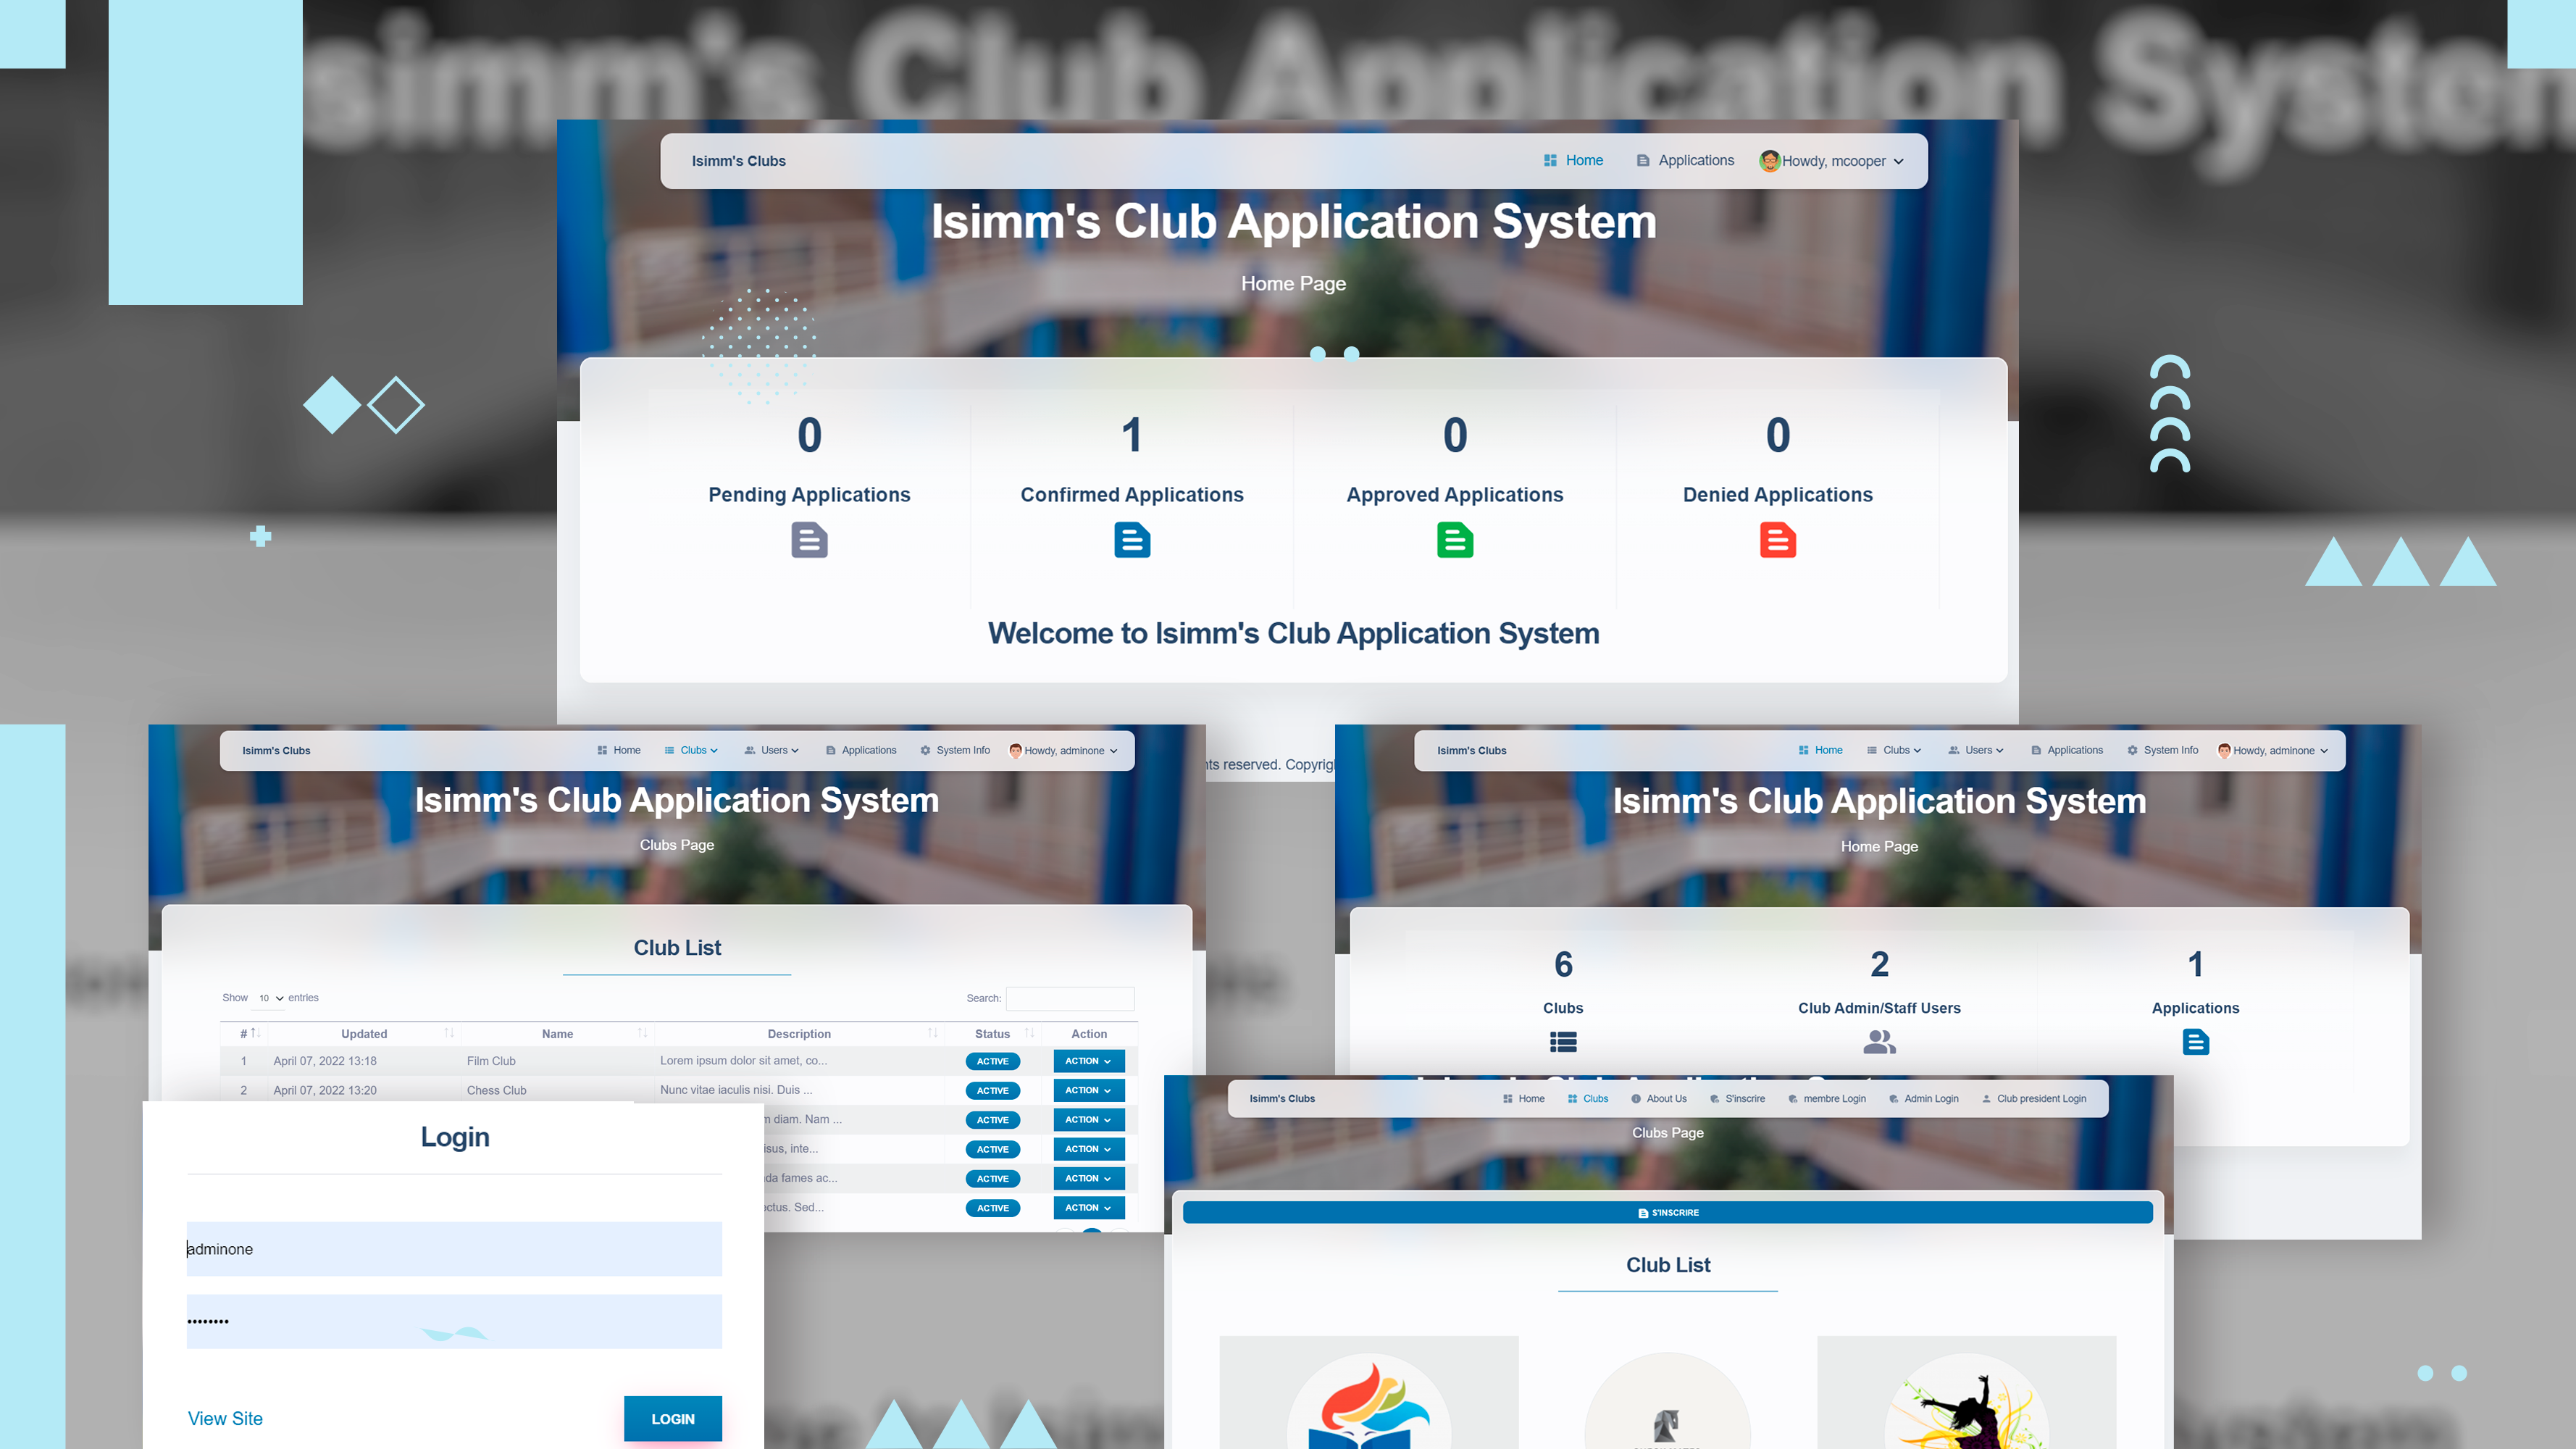 Isimm's Club Application System
Isimm's Clubs
Home
Applications
Howdy, mcooper
Isimm's Club Application System
Home Page
0
1
0
0
Pending Applications
Confirmed Applications
Approved Applications
Denied Applications
Welcome to Isimm's Club Application System
reserved.
Isimm's Clubs
Home
Clubs
Users
Applications
System Info
Howdy, adminone
Isimm's Club Application System
Clubs Page
Club List
Show 10 entries
Search:
# Updated Name Description Status Action
1 April 07, 2022 13:18 Film Club Lorem ipsum dolor sit amet, co... ACTIVE ACTION
2 April 07, 2022 13:20 Chess Club Nunc vitae iaculis nisi. Duis ... ACTIVE ACTION
diam. Nam ... ACTIVE ACTION
inte... ACTIVE ACTION
fames ac... ACTIVE ACTION
Sed... ACTIVE ACTION
Login
adminone
••••••••
View Site
LOGIN
Isimm's Clubs
Home
Clubs
Users
Applications
System Info
Howdy, adminone
Isimm's Club Application System
Home Page
6
2
1
Clubs
Club Admin/Staff Users
Applications
Isimm's Clubs
Home
Clubs
About Us
S'inscrire
membre Login
Admin Login
Club president Login
Clubs Page
S'INSCRIRE
Club List